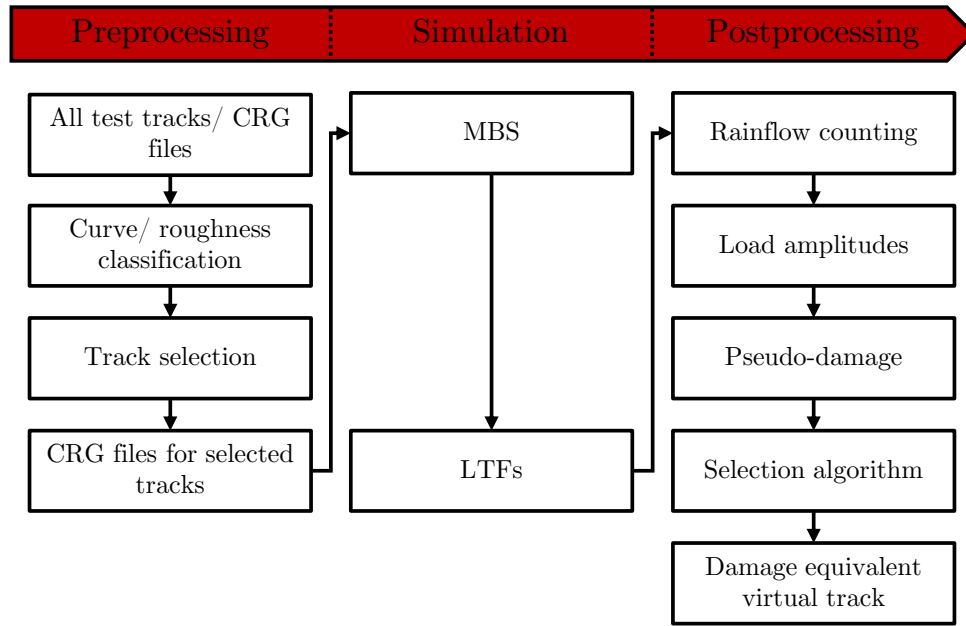 Preprocessing
Simulation
Postprocessing
All test tracks/ CRG
files
Curve/ roughness
classification
Track selection
CRG files for selected
tracks
MBS
LTFs
Rainflow counting
Load amplitudes
Pseudo-damage
Selection algorithm
Damage equivalent
virtual track